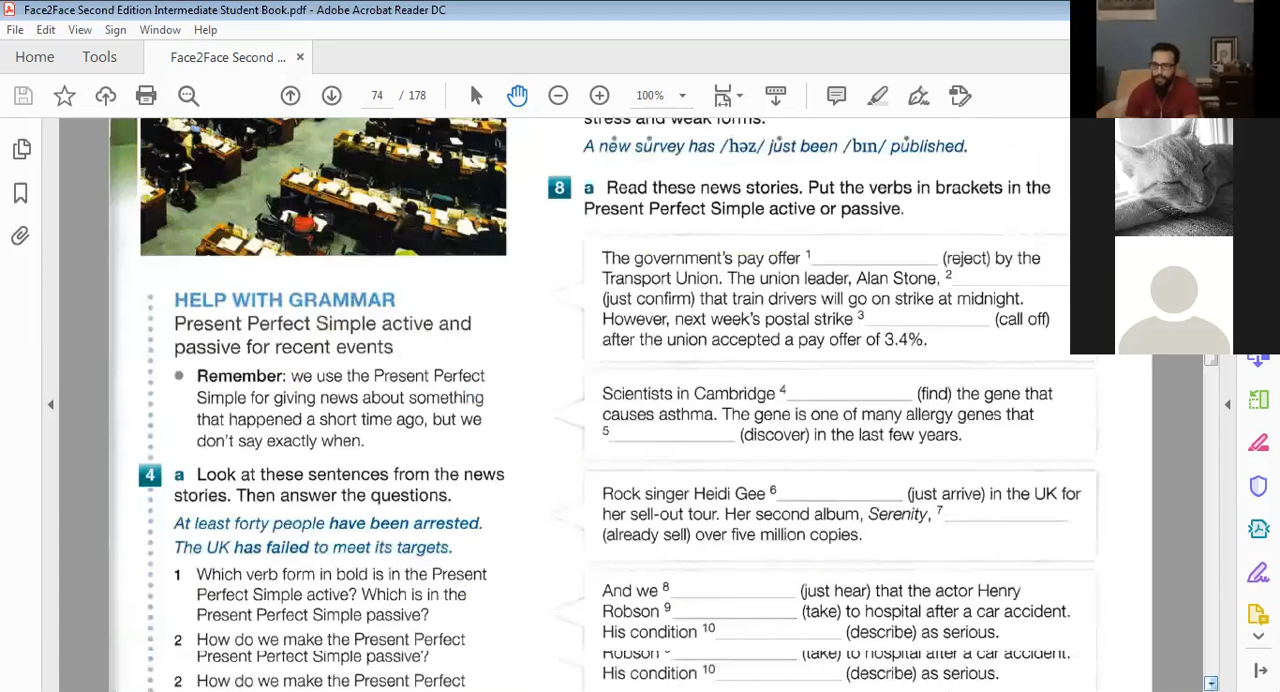 Face2Face Second Edition Intermediate Student Book.pdf - Adobe Acrobat Reader DC
File Edit View Sign Window Help
Home Tools Face2Face Second ... ×
74 / 178 100%
stress and weak forms.
A new survey has /həz/ just been /bɪn/ published.
8 a Read these news stories. Put the verbs in brackets in the
Present Perfect Simple active or passive.
The government's pay offer 1 ____________ (reject) by the
Transport Union. The union leader, Alan Stone, 2 ____________
(just confirm) that train drivers will go on strike at midnight.
However, next week's postal strike 3 ____________ (call off)
after the union accepted a pay offer of 3.4%.
Scientists in Cambridge 4 ____________ (find) the gene that
causes asthma. The gene is one of many allergy genes that
5 ____________ (discover) in the last few years.
Rock singer Heidi Gee 6 ____________ (just arrive) in the UK for
her sell-out tour. Her second album, Serenity, 7 ____________
(already sell) over five million copies.
And we 8 ____________ (just hear) that the actor Henry
Robson 9 ____________ (take) to hospital after a car accident.
His condition 10 ____________ (describe) as serious.
Robson 9 ____________ (take) to hospital after a car accident.
His condition 10 ____________ (describe) as serious.
HELP WITH GRAMMAR
Present Perfect Simple active and
passive for recent events
● Remember: we use the Present Perfect
Simple for giving news about something
that happened a short time ago, but we
don't say exactly when.
4 a Look at these sentences from the news
stories. Then answer the questions.
At least forty people have been arrested.
The UK has failed to meet its targets.
1 Which verb form in bold is in the Present
Perfect Simple active? Which is in the
Present Perfect Simple passive?
2 How do we make the Present Perfect
Present Perfect Simple passive?
2 How do we make the Present Perfect